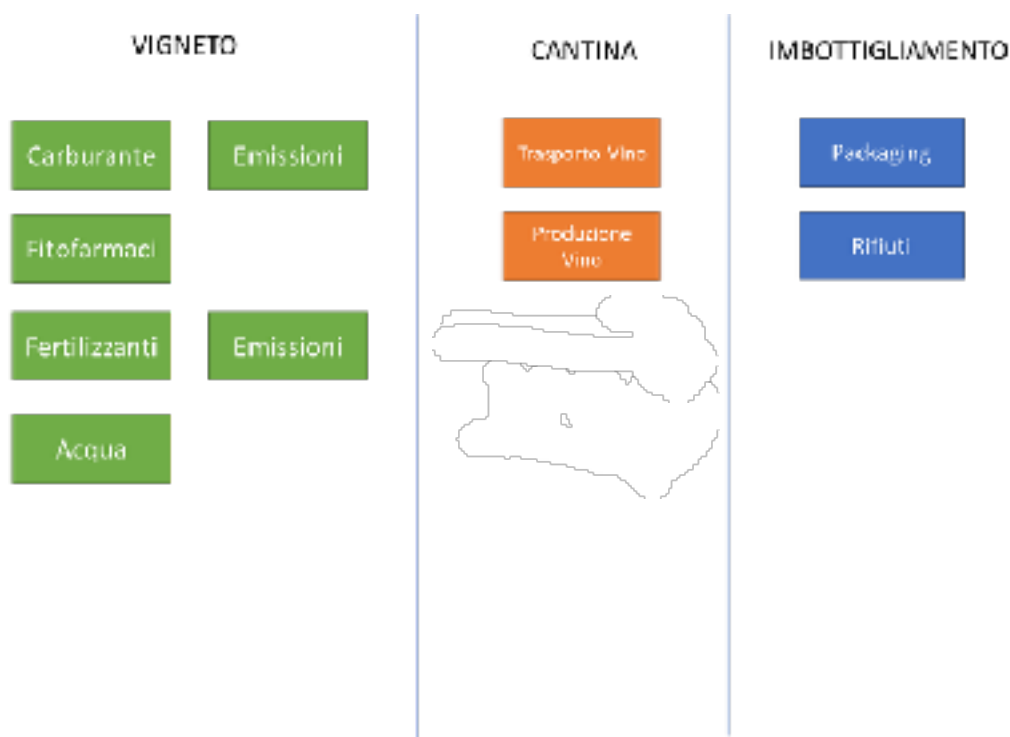 VIGNETO
Carburante
Emissioni
Fitofarmaci
Fertilizzanti
Emissioni
Acqua
CANTINA
Trasporto Vino
Produzione
Vino
IMBOTTIGLIAMENTO
Packaging
Rifiuti